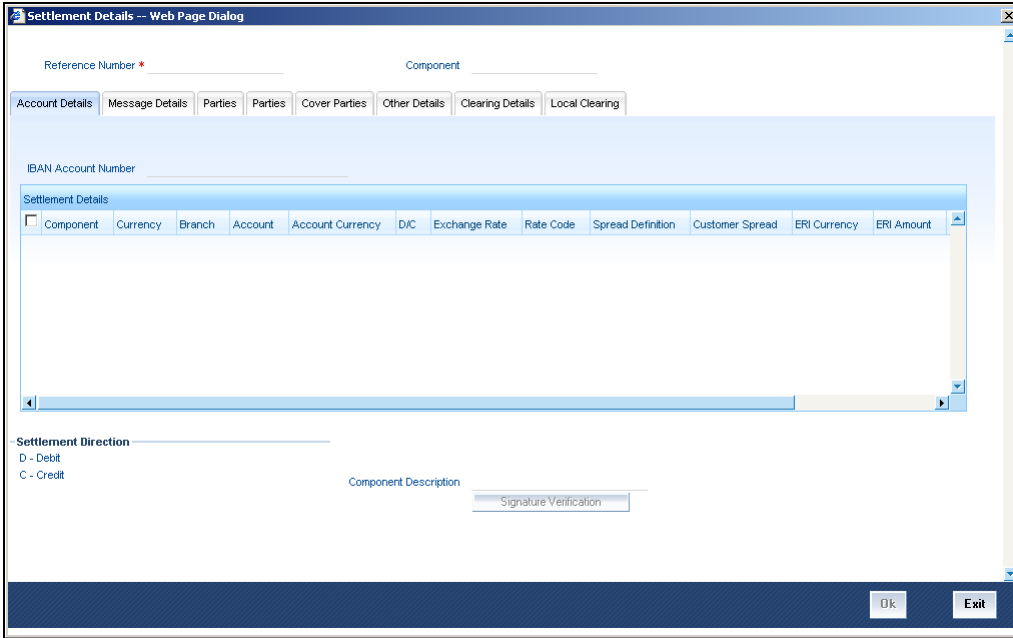 Settlement Details -- Web Page Dialog
Reference Number * Component
Account Details Message Details Parties Parties Cover Parties Other Details Clearing Details Local Clearing
IBAN Account Number
Settlement Details
Component Currency Branch Account Account Currency D/C Exchange Rate Rate Code Spread Definition Customer Spread ERI Currency ERI Amount
Settlement Direction
D - Debit
C - Credit
Component Description
Signature Verification
Ok Exit